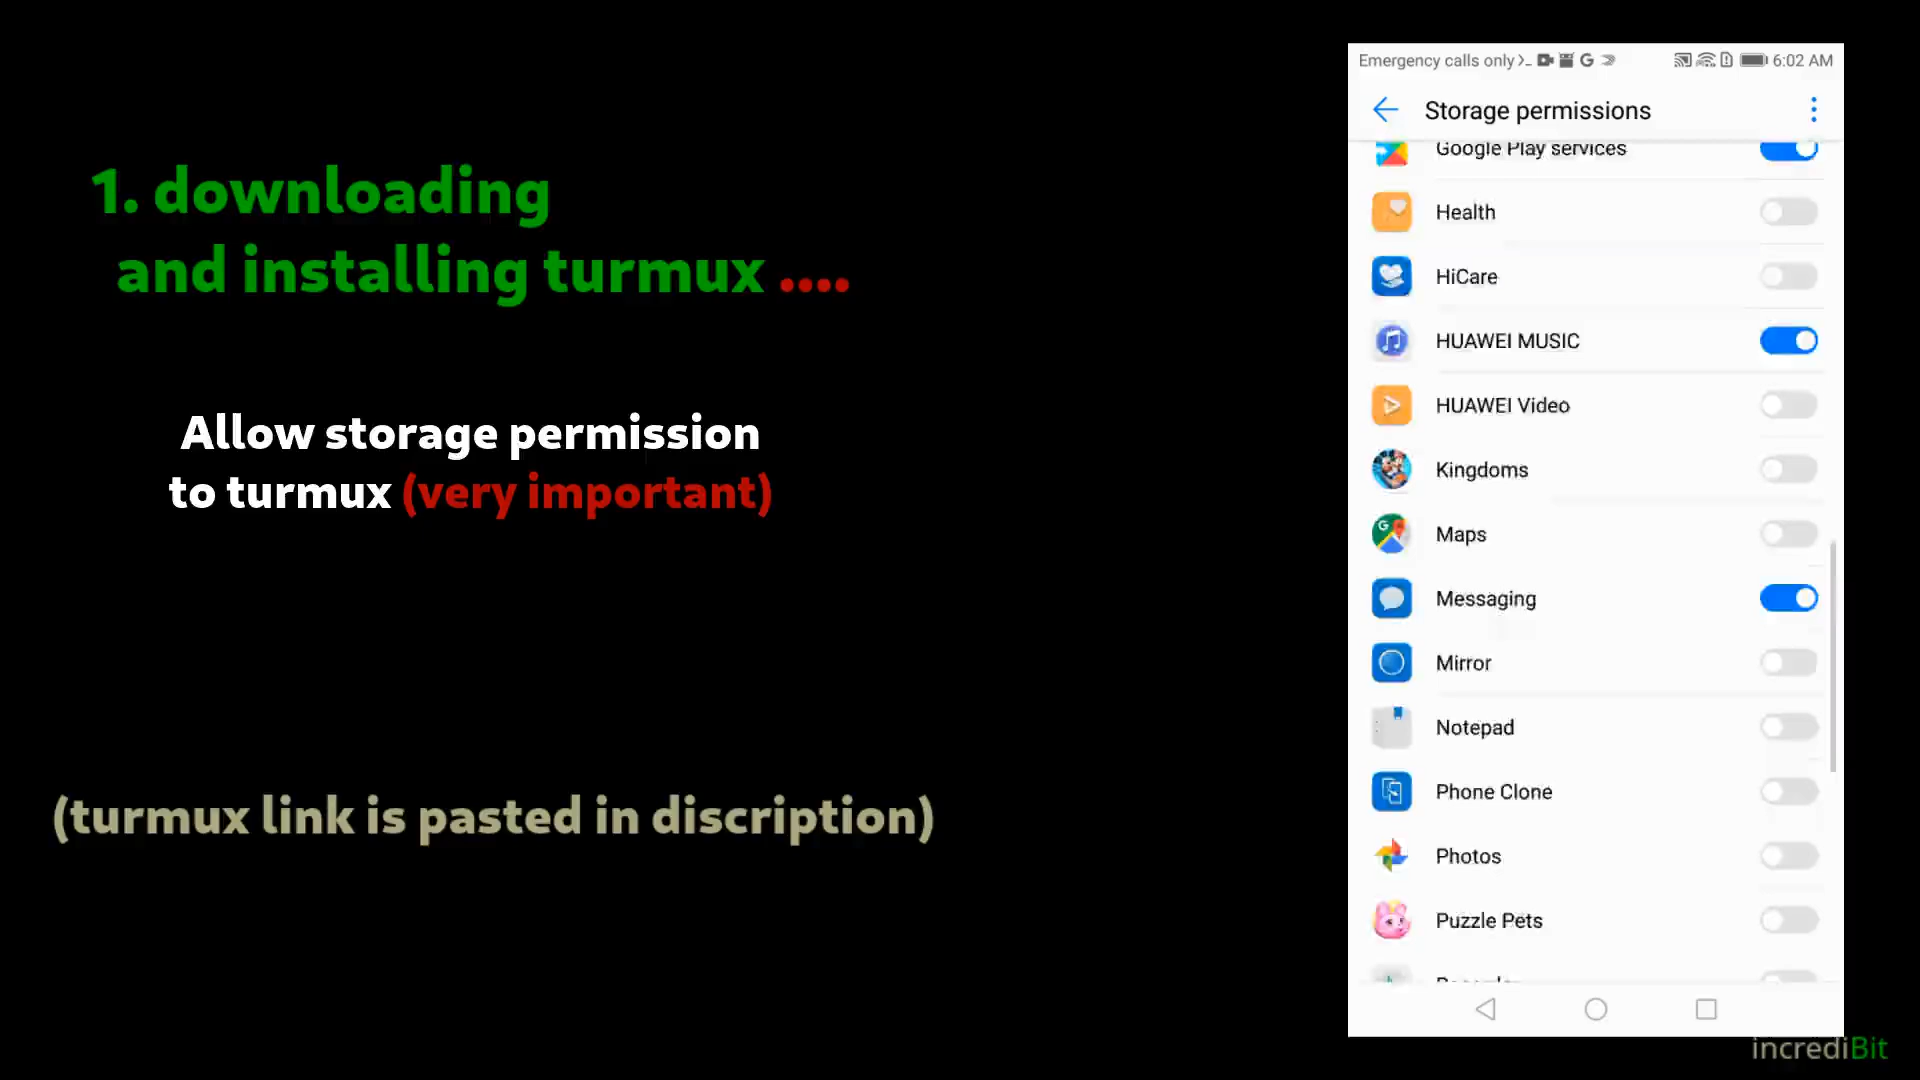 1. downloading
and installing turmux ....
Allow storage permission
to turmux (very important)
(turmux link is pasted in discription)
Emergency calls only
6:02 AM
Storage permissions
Google Play services
Health
HiCare
HUAWEI MUSIC
HUAWEI Video
Kingdoms
Maps
Messaging
Mirror
Notepad
Phone Clone
Photos
Puzzle Pets
incrediBit